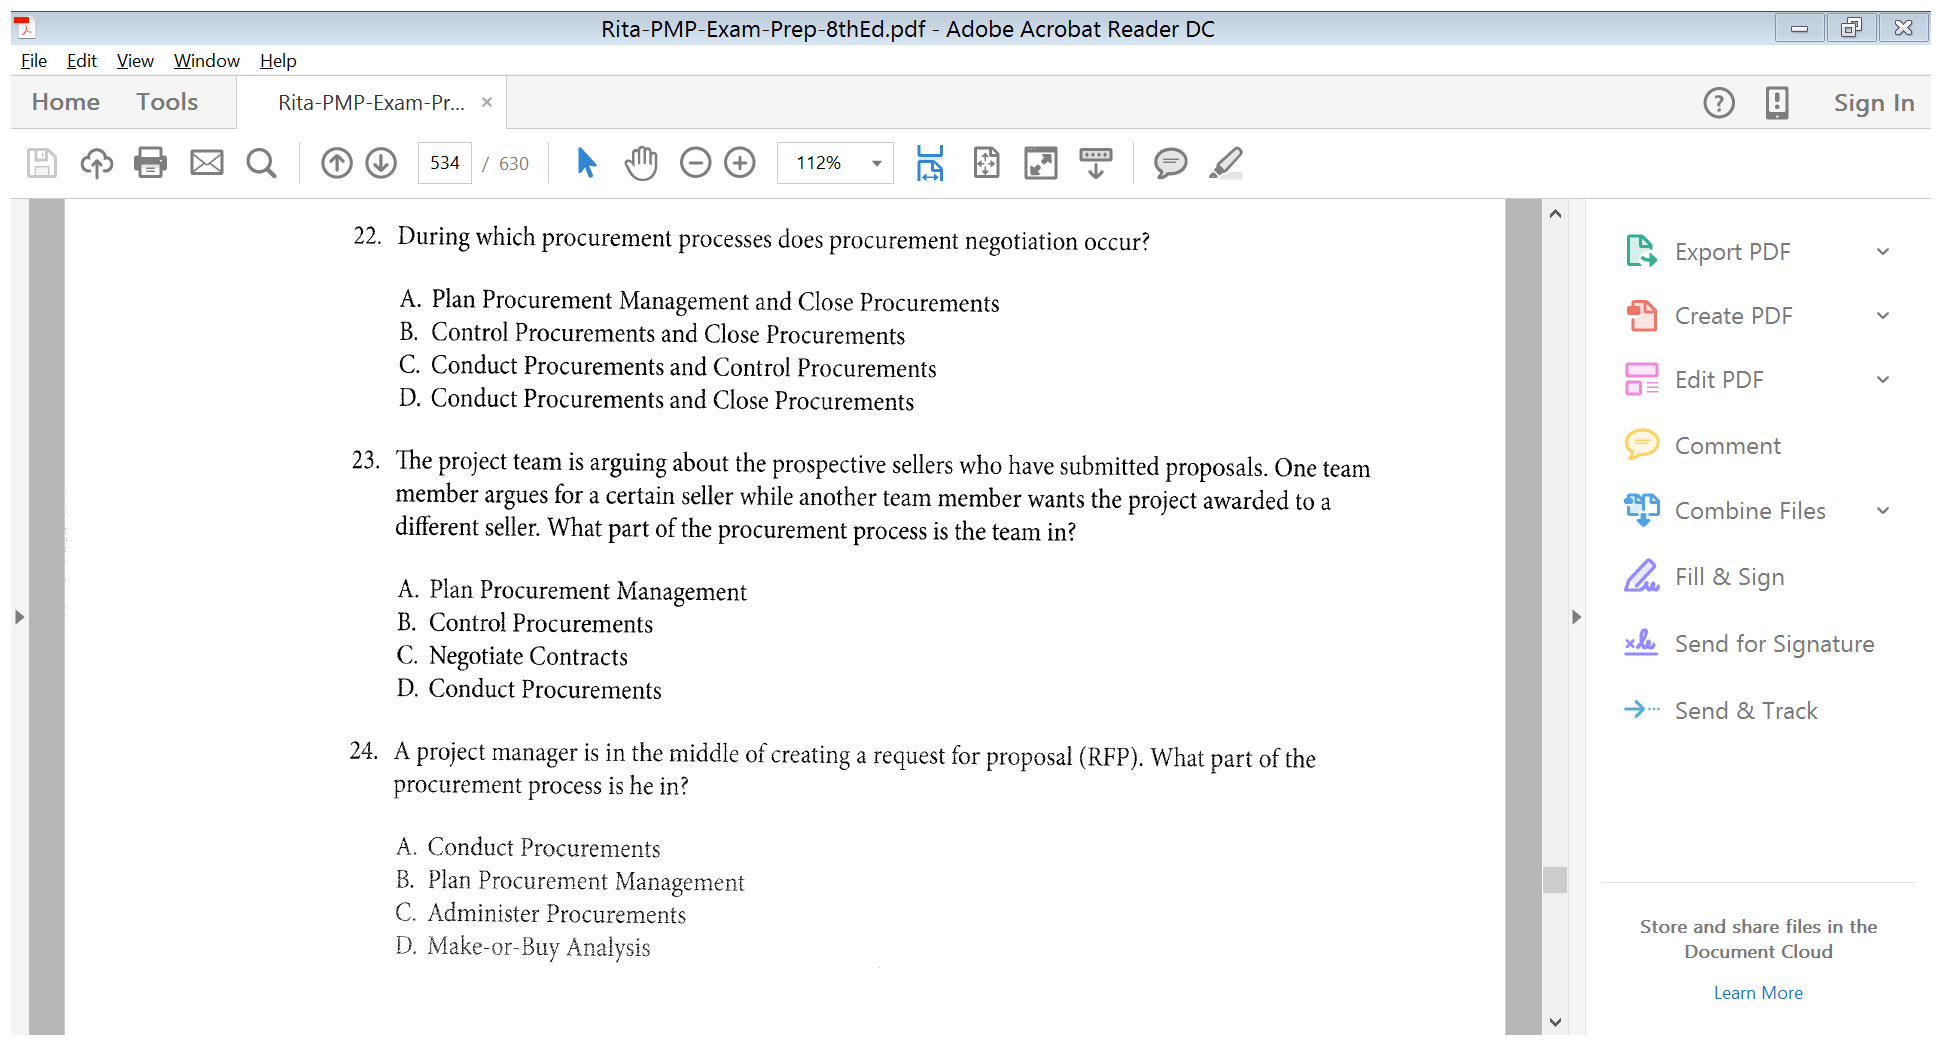 Rita-PMP-Exam-Prep-8thEd.pdf - Adobe Acrobat Reader DC
File Edit View Window Help
Home Tools Rita-PMP-Exam-Pr... × Sign In
534 / 630 112%
22. During which procurement processes does procurement negotiation occur?
A. Plan Procurement Management and Close Procurements
B. Control Procurements and Close Procurements
C. Conduct Procurements and Control Procurements
D. Conduct Procurements and Close Procurements
23. The project team is arguing about the prospective sellers who have submitted proposals. One team
member argues for a certain seller while another team member wants the project awarded to a
different seller. What part of the procurement process is the team in?
A. Plan Procurement Management
B. Control Procurements
C. Negotiate Contracts
D. Conduct Procurements
24. A project manager is in the middle of creating a request for proposal (RFP). What part of the
procurement process is he in?
A. Conduct Procurements
B. Plan Procurement Management
C. Administer Procurements
D. Make-or-Buy Analysis
Export PDF
Create PDF
Edit PDF
Comment
Combine Files
Fill & Sign
Send for Signature
Send & Track
Store and share files in the
Document Cloud
Learn More